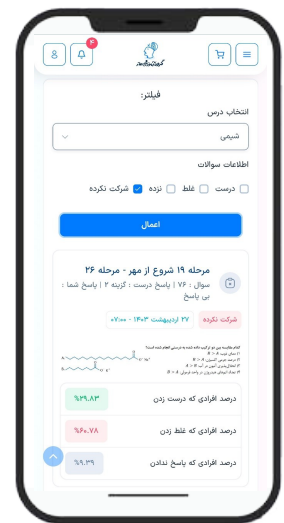 ۴
فیلتر:
انتخاب درس
شیمی
اطلاعات سوالات
درست غلط نزده شرکت نکرده
اعمال
مرحله ۱۹ شروع از مهر - مرحله ۲۶
سوال : ۷۶ | پاسخ درست : گزینه ۲ | پاسخ شما :
بی پاسخ
شرکت نکرده ۲۷ اردیبهشت ۱۴۰۳ - ۰۷:۰۰
درصد افرادی که درست زدن %۲۹.۸۳
درصد افرادی که غلط زدن %۶۰.۷۸
درصد افرادی که پاسخ ندادن %۹.۳۹